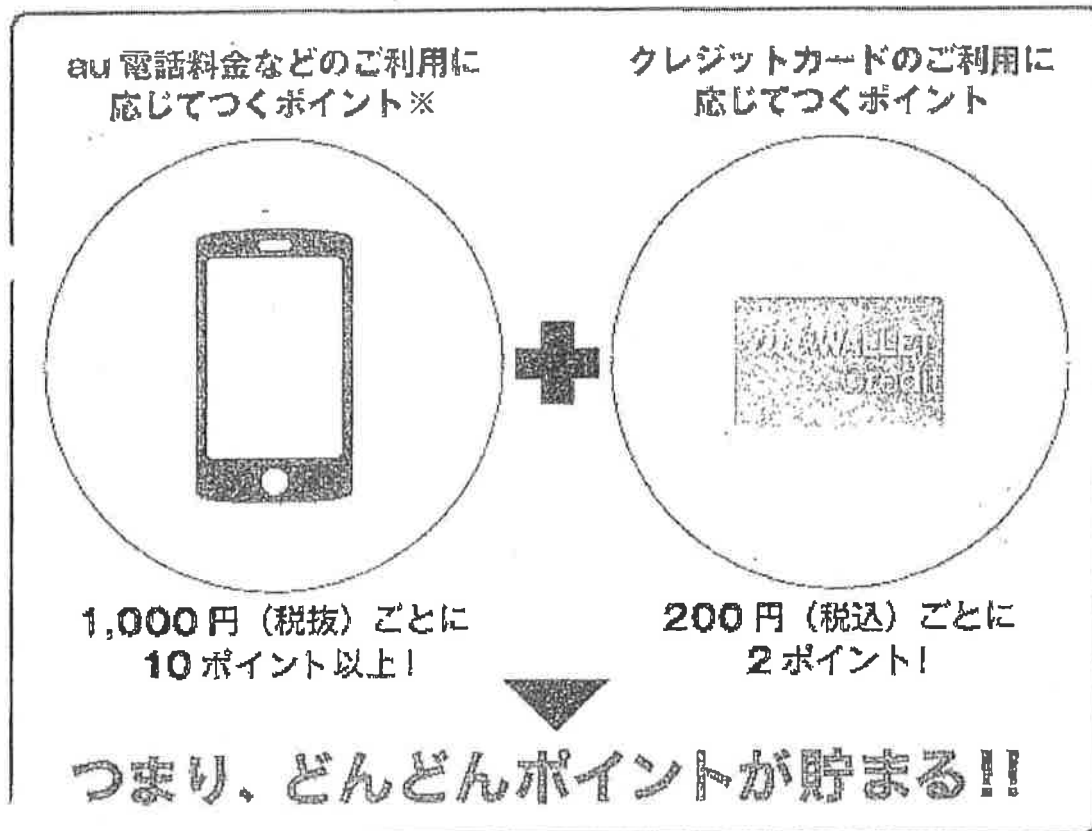 au 電話料金などのご利用に
応じてつくポイント※
クレジットカードのご利用に
応じてつくポイント
WALLET
Credit
1,000円（税抜）ごとに
10ポイント以上!
200円（税込）ごとに
2ポイント!
つまり、どんどんポイントが貯まる!!